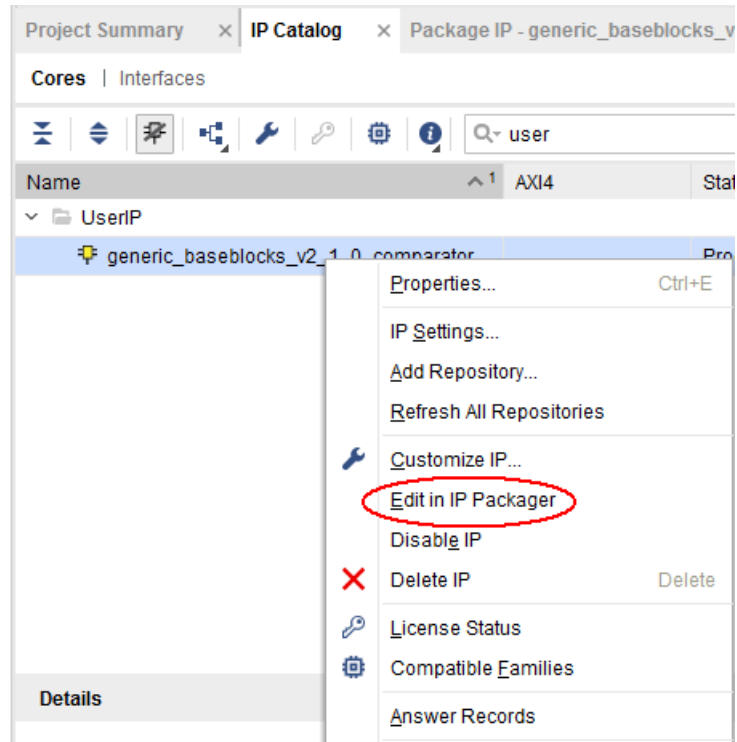 Project Summary × IP Catalog × Package IP - generic_baseblocks_v
Cores | Interfaces
user
Name 1 AXI4 Stat
UserIP
generic_baseblocks_v2_1_0_comparator Pro
Properties... Ctrl+E
IP Settings...
Add Repository...
Refresh All Repositories
Customize IP...
Edit in IP Packager
Disable IP
Delete IP Delete
License Status
Compatible Families
Details
Answer Records